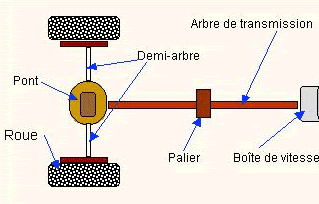 Arbre de transmission
Demi-arbre
Pont
Roue
Palier
Boîte de vitesse